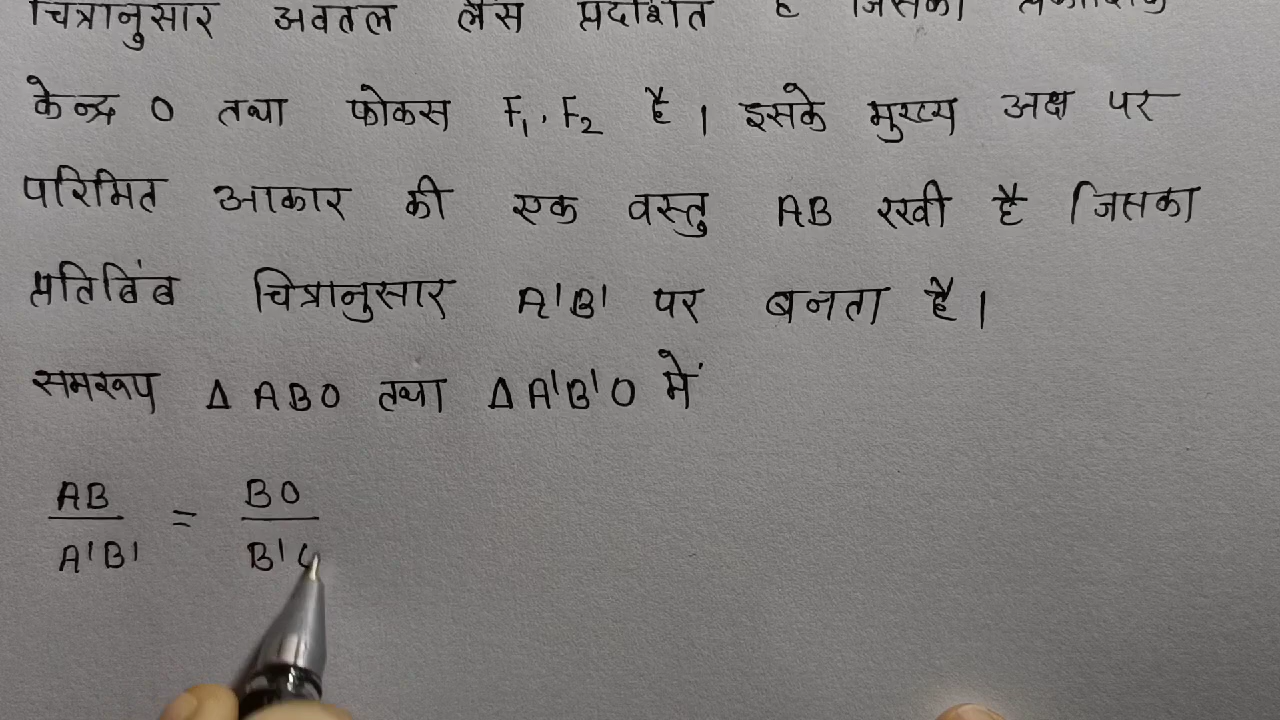 चित्रानुसार अवतल लेंस प्रदर्शित है जिसका
केन्द्र O तथा फोकस F₁, F₂ है। इसके मुख्य अक्ष पर
परिमित आकार की एक वस्तु AB रखी है जिसका
प्रतिबिंब चित्रानुसार A'B' पर बनता है।
समरूप Δ ABO तथा Δ A'B'O में
AB/A'B' = BO/B'